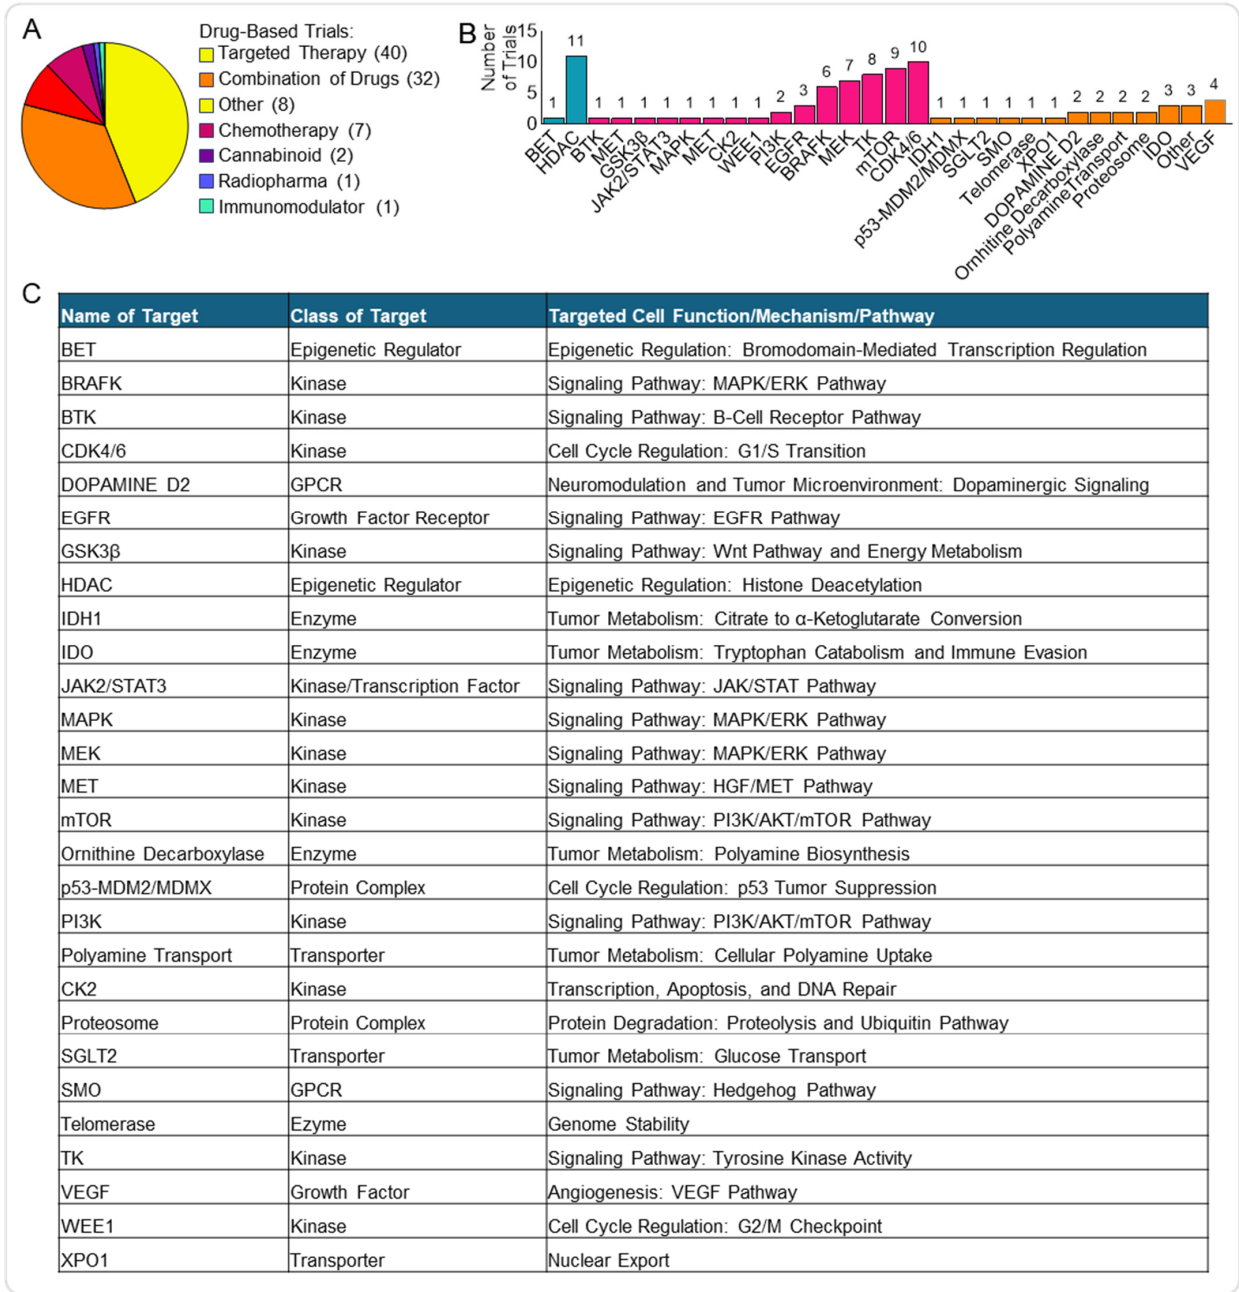 A
Drug-Based Trials:
Targeted Therapy (40)
Combination of Drugs (32)
Other (8)
Chemotherapy (7)
Cannabinoid (2)
Radiopharma (1)
Immunomodulator (1)
B
Number
of Trials
15
10
5
0
1 11 1 1 1 1 1 1 1 1 2 3 6 7 8 9 10 1 1 1 1 1 1 2 2 2 2 3 3 4
BET
HDAC
BTK
MET
GSK3β
JAK2/STAT3
MAPK
MET
CK2
WEE1
PI3K
EGFR
BRAFK
MEK
TK
mTOR
CDK4/6
IDH1
p53-MDM2/MDMX
SGLT2
SMO
Telomerase
XPO1
DOPAMINE D2
Ornhitine Decarboxylase
PolyamineTransport
Proteosome
IDO
Other
VEGF
C
Name of Target Class of Target Targeted Cell Function/Mechanism/Pathway
BET Epigenetic Regulator Epigenetic Regulation: Bromodomain-Mediated Transcription Regulation
BRAFK Kinase Signaling Pathway: MAPK/ERK Pathway
BTK Kinase Signaling Pathway: B-Cell Receptor Pathway
CDK4/6 Kinase Cell Cycle Regulation: G1/S Transition
DOPAMINE D2 GPCR Neuromodulation and Tumor Microenvironment: Dopaminergic Signaling
EGFR Growth Factor Receptor Signaling Pathway: EGFR Pathway
GSK3β Kinase Signaling Pathway: Wnt Pathway and Energy Metabolism
HDAC Epigenetic Regulator Epigenetic Regulation: Histone Deacetylation
IDH1 Enzyme Tumor Metabolism: Citrate to α-Ketoglutarate Conversion
IDO Enzyme Tumor Metabolism: Tryptophan Catabolism and Immune Evasion
JAK2/STAT3 Kinase/Transcription Factor Signaling Pathway: JAK/STAT Pathway
MAPK Kinase Signaling Pathway: MAPK/ERK Pathway
MEK Kinase Signaling Pathway: MAPK/ERK Pathway
MET Kinase Signaling Pathway: HGF/MET Pathway
mTOR Kinase Signaling Pathway: PI3K/AKT/mTOR Pathway
Ornithine Decarboxylase Enzyme Tumor Metabolism: Polyamine Biosynthesis
p53-MDM2/MDMX Protein Complex Cell Cycle Regulation: p53 Tumor Suppression
PI3K Kinase Signaling Pathway: PI3K/AKT/mTOR Pathway
Polyamine Transport Transporter Tumor Metabolism: Cellular Polyamine Uptake
CK2 Kinase Transcription, Apoptosis, and DNA Repair
Proteosome Protein Complex Protein Degradation: Proteolysis and Ubiquitin Pathway
SGLT2 Transporter Tumor Metabolism: Glucose Transport
SMO GPCR Signaling Pathway: Hedgehog Pathway
Telomerase Ezyme Genome Stability
TK Kinase Signaling Pathway: Tyrosine Kinase Activity
VEGF Growth Factor Angiogenesis: VEGF Pathway
WEE1 Kinase Cell Cycle Regulation: G2/M Checkpoint
XPO1 Transporter Nuclear Export